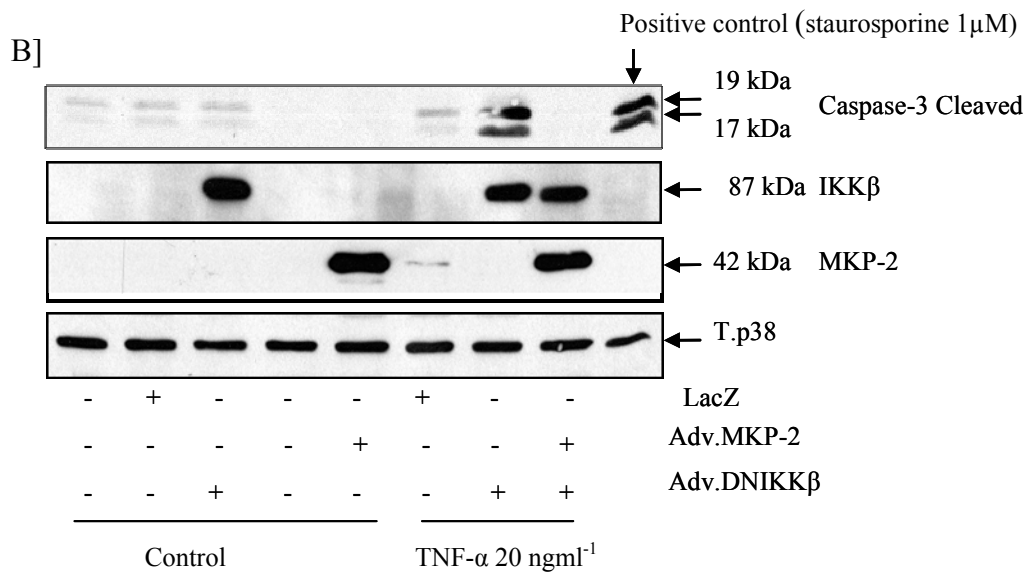 Positive control (staurosporine 1µM)
B]
19 kDa
Caspase-3 Cleaved
17 kDa
87 kDa IKKβ
42 kDa MKP-2
T.p38
- + - - - + - - LacZ
- - - - + - - + Adv.MKP-2
- - + - - - + + Adv.DNIKKβ
Control TNF-α 20 ngml⁻¹